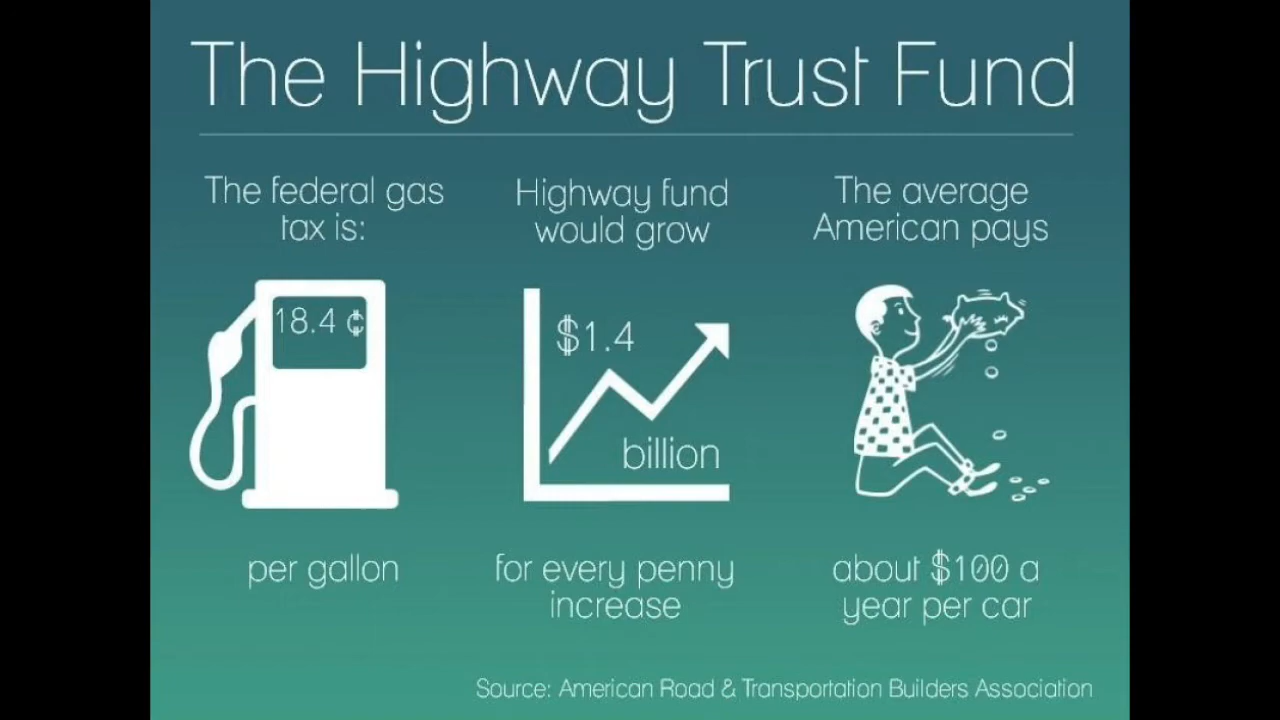 The Highway Trust Fund
The federal gas
tax is:
18.4 ¢
per gallon
Highway fund
would grow
$1.4
billion
for every penny
increase
The average
American pays
about $100 a
year per car
Source: American Road & Transportation Builders Association